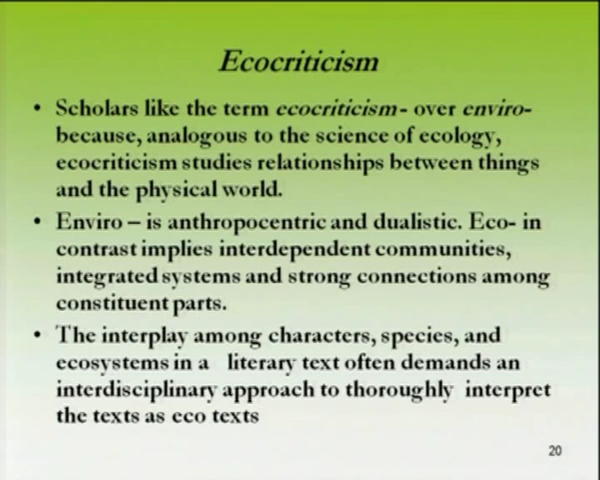 Ecocriticism
• Scholars like the term ecocriticism- over enviro-
because, analogous to the science of ecology,
ecocriticism studies relationships between things
and the physical world.
• Enviro – is anthropocentric and dualistic. Eco- in
contrast implies interdependent communities,
integrated systems and strong connections among
constituent parts.
• The interplay among characters, species, and
ecosystems in a literary text often demands an
interdisciplinary approach to thoroughly interpret
the texts as eco texts
20